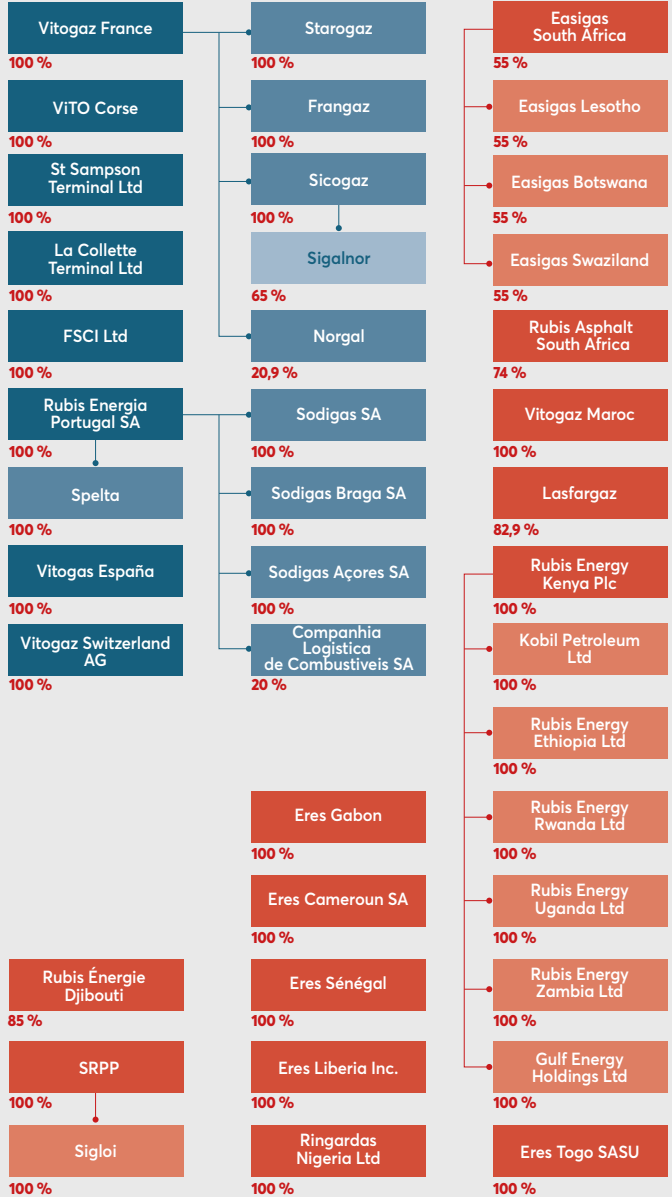 Vitogaz France
100 %
ViTO Corse
100 %
St Sampson
Terminal Ltd
100 %
La Collette
Terminal Ltd
100 %
FSCI Ltd
100 %
Rubis Energia
Portugal SA
100 %
Spelta
100 %
Vitogas España
100 %
Vitogaz Switzerland
AG
100 %
Rubis Énergie
Djibouti
85 %
SRPP
100 %
Sigloi
100 %
Starogaz
100 %
Frangaz
100 %
Sicogaz
100 %
Sigalnor
65 %
Norgal
20,9 %
Sodigas SA
100 %
Sodigas Braga SA
100 %
Sodigas Açores SA
100 %
Companhia
Logistica
de Combustiveis SA
20 %
Eres Gabon
100 %
Eres Cameroun SA
100 %
Eres Sénégal
100 %
Eres Liberia Inc.
100 %
Ringardas
Nigeria Ltd
100 %
Easigas
South Africa
55 %
Easigas Lesotho
55 %
Easigas Botswana
55 %
Easigas Swaziland
55 %
Rubis Asphalt
South Africa
74 %
Vitogaz Maroc
100 %
Lasfargaz
82,9 %
Rubis Energy
Kenya Plc
100 %
Kobil Petroleum
Ltd
100 %
Rubis Energy
Ethiopia Ltd
100 %
Rubis Energy
Rwanda Ltd
100 %
Rubis Energy
Uganda Ltd
100 %
Rubis Energy
Zambia Ltd
100 %
Gulf Energy
Holdings Ltd
100 %
Eres Togo SASU
100 %